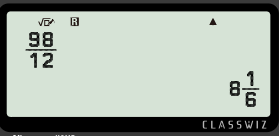 √□/ R ▲
98/12
8 1/6
CLASSWIZ